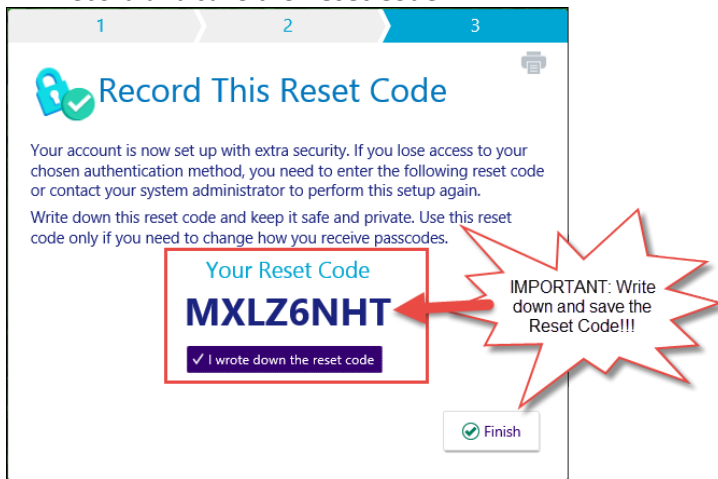 1 2 3
Record This Reset Code
Your account is now set up with extra security. If you lose access to your
chosen authentication method, you need to enter the following reset code
or contact your system administrator to perform this setup again.
Write down this reset code and keep it safe and private. Use this reset
code only if you need to change how you receive passcodes.
Your Reset Code
MXLZ6NHT
I wrote down the reset code
IMPORTANT: Write
down and save the
Reset Code!!!
Finish